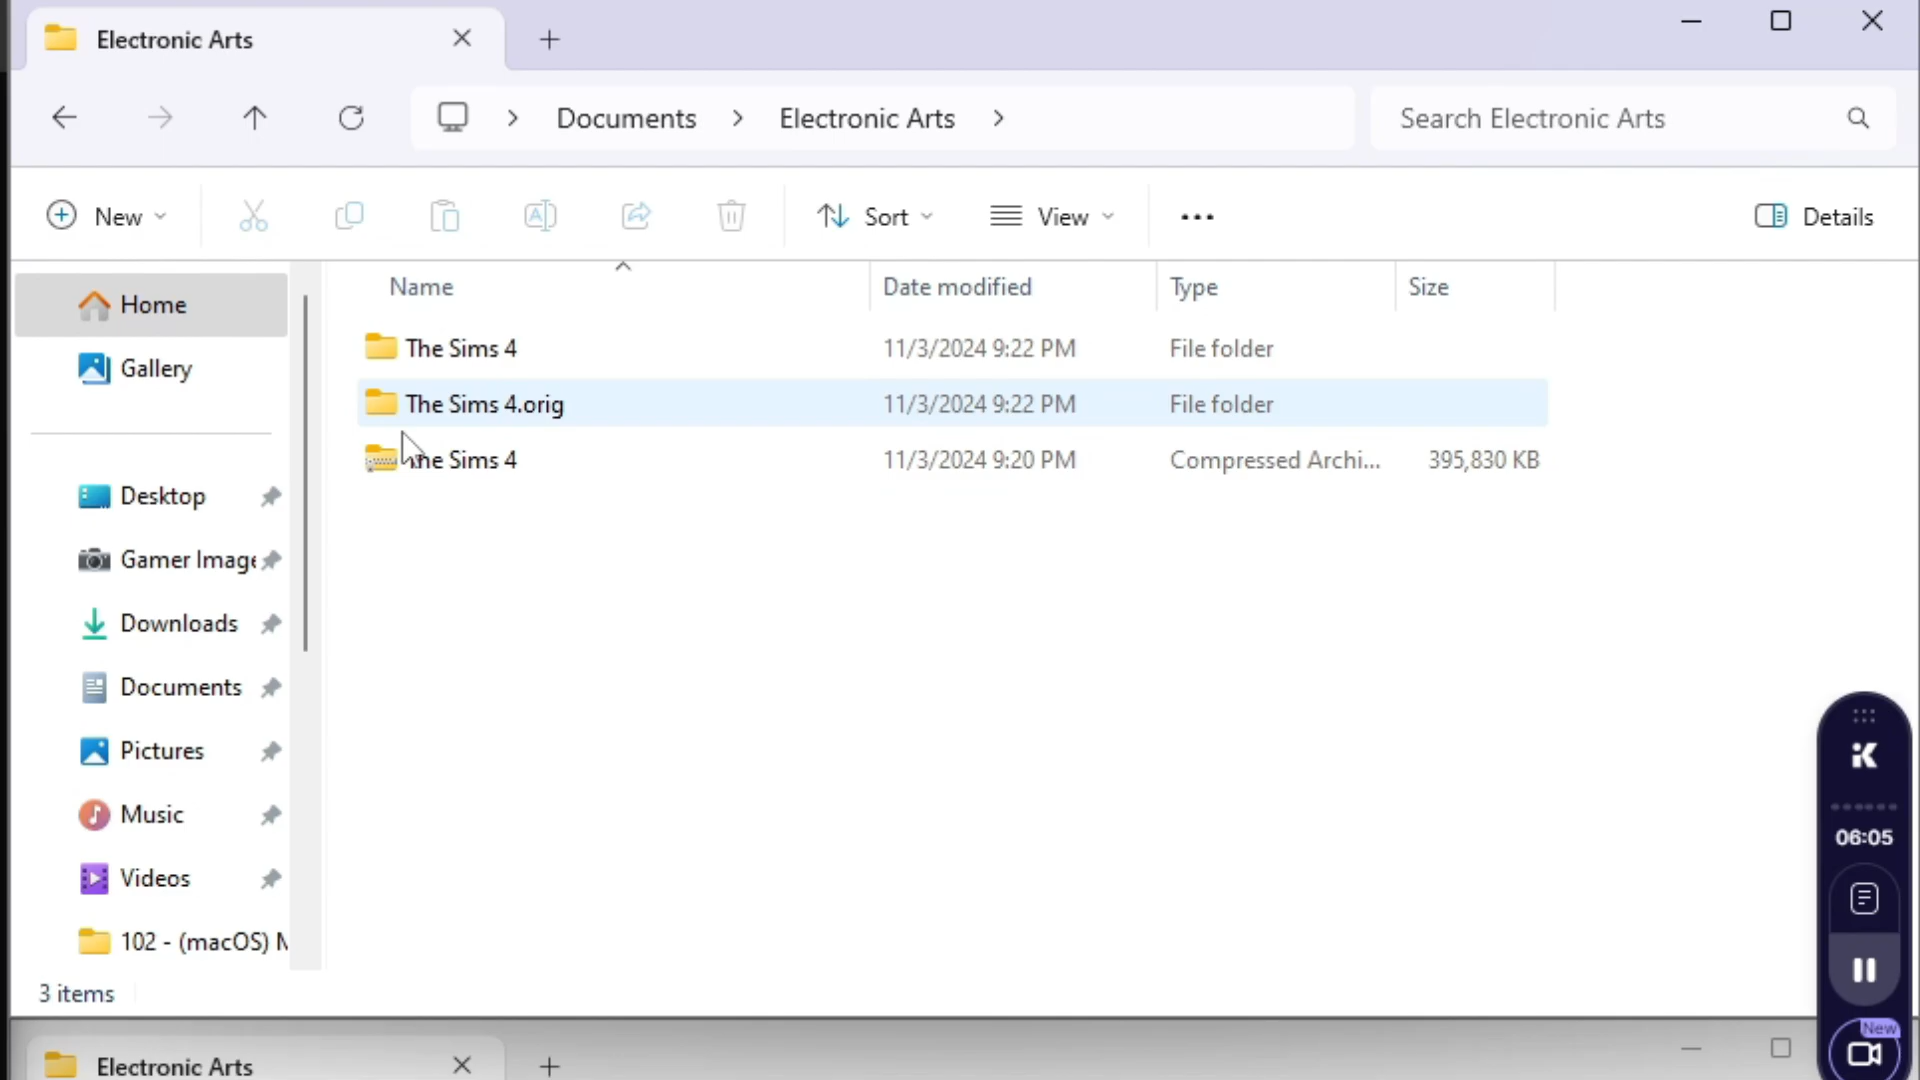 Electronic Arts
Documents > Electronic Arts >
Search Electronic Arts
New
Sort
View
Details
Name Date modified Type Size
Home
Gallery
Desktop
Gamer Image
Downloads
Documents
Pictures
Music
Videos
102 - (macOS) M
The Sims 4 11/3/2024 9:22 PM File folder
The Sims 4.orig 11/3/2024 9:22 PM File folder
The Sims 4 11/3/2024 9:20 PM Compressed Archi... 395,830 KB
3 items
K
06:05
New
Electronic Arts